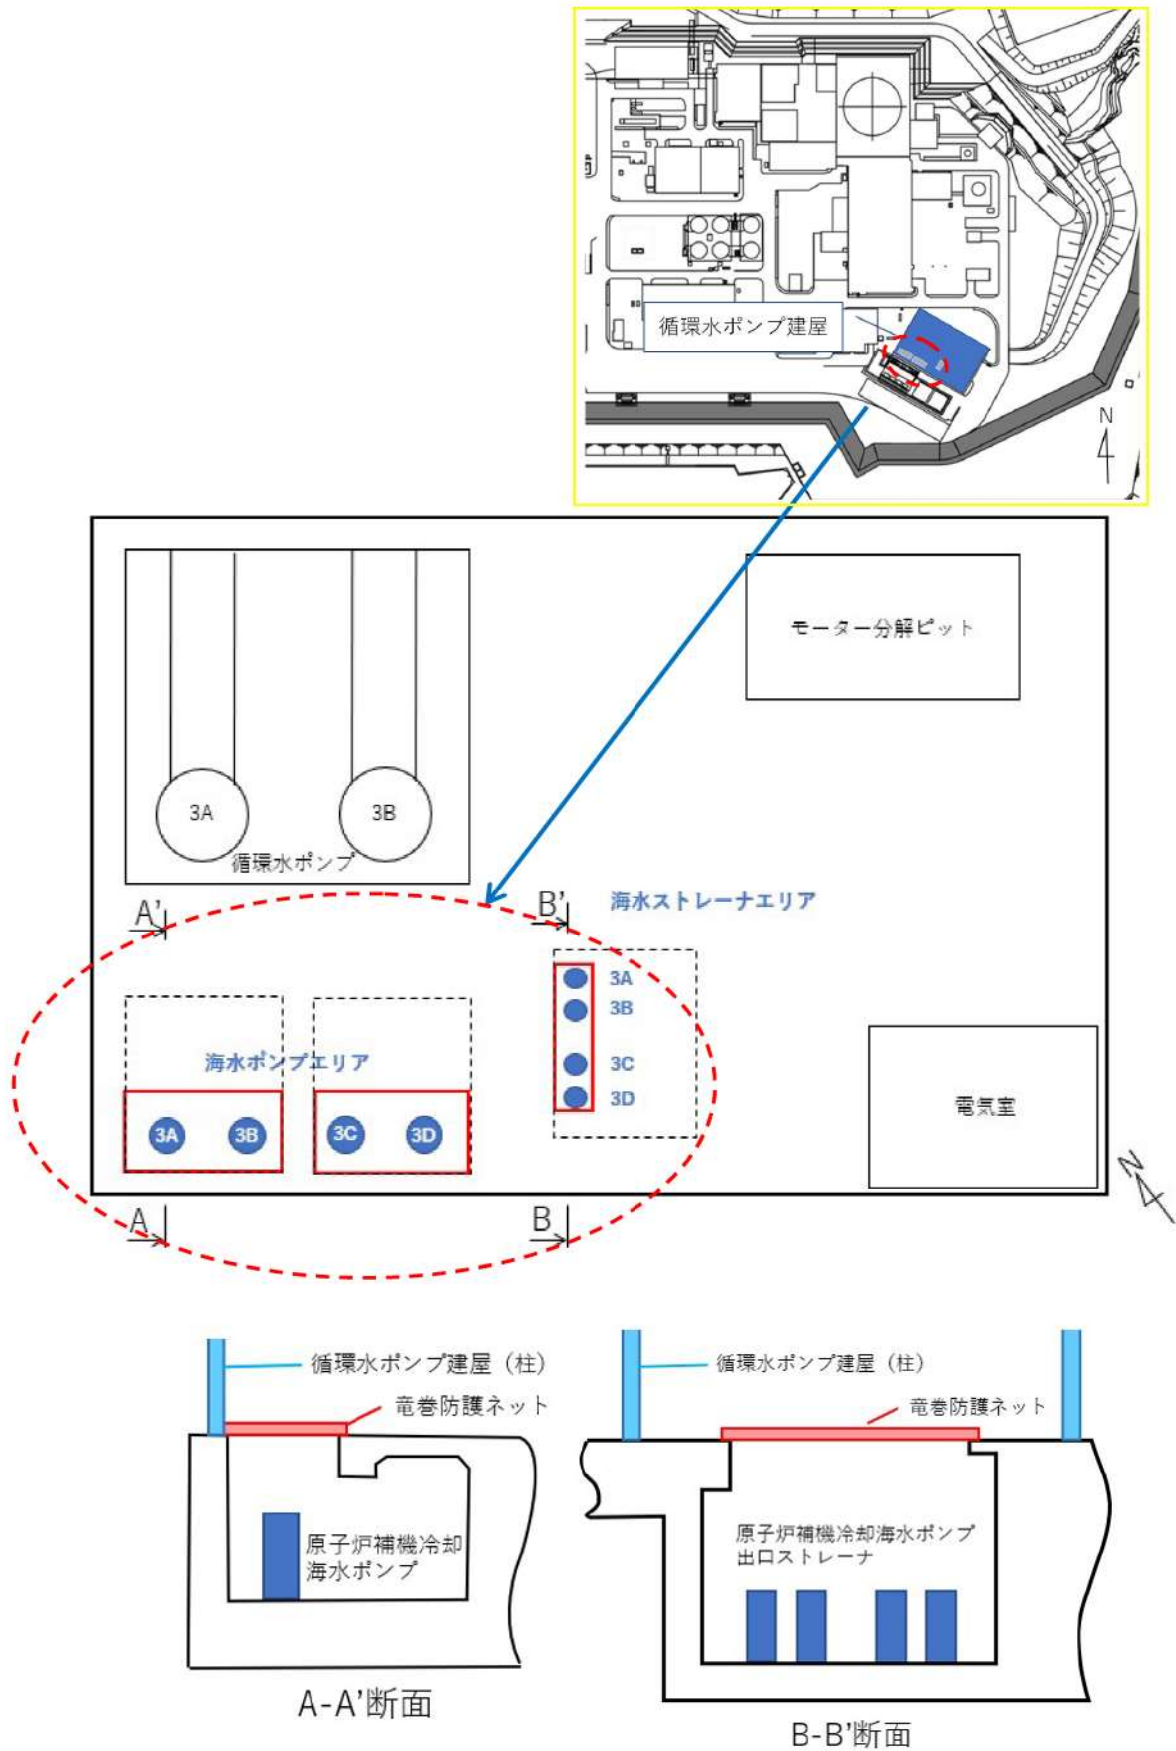 循環水ポンプ建屋
N
モーター分解ピット
3A
3B
循環水ポンプ
A'
B'
海水ストレーナエリア
3A
3B
3C
3D
海水ポンプエリア
3A
3B
3C
3D
電気室
N
A
B
循環水ポンプ建屋（柱）
竜巻防護ネット
原子炉補機冷却
海水ポンプ
A-A'断面
循環水ポンプ建屋（柱）
竜巻防護ネット
原子炉補機冷却海水ポンプ
出口ストレーナ
B-B'断面